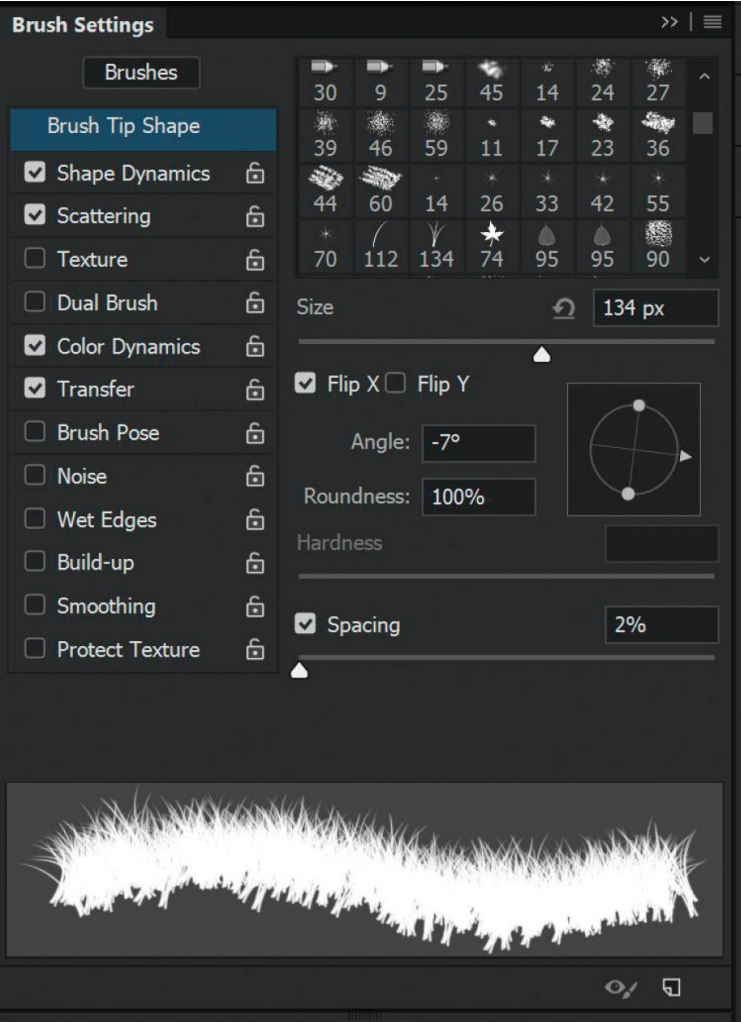 Brush Settings
Brushes
Brush Tip Shape
Shape Dynamics
Scattering
Texture
Dual Brush
Color Dynamics
Transfer
Brush Pose
Noise
Wet Edges
Build-up
Smoothing
Protect Texture
30 9 25 45 14 24 27
39 46 59 11 17 23 36
44 60 14 26 33 42 55
70 112 134 74 95 95 90
Size 134 px
Flip X Flip Y
Angle: -7°
Roundness: 100%
Hardness
Spacing 2%